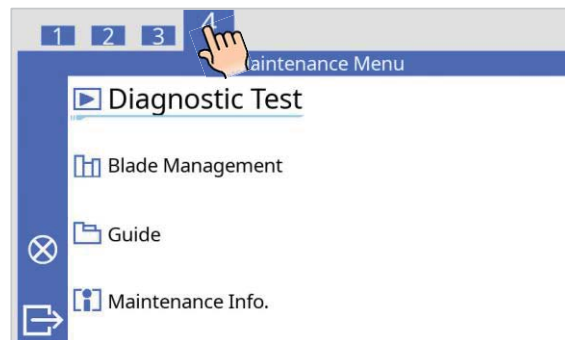 1 2 3 4
aintenance Menu
Diagnostic Test
Blade Management
Guide
Maintenance Info.